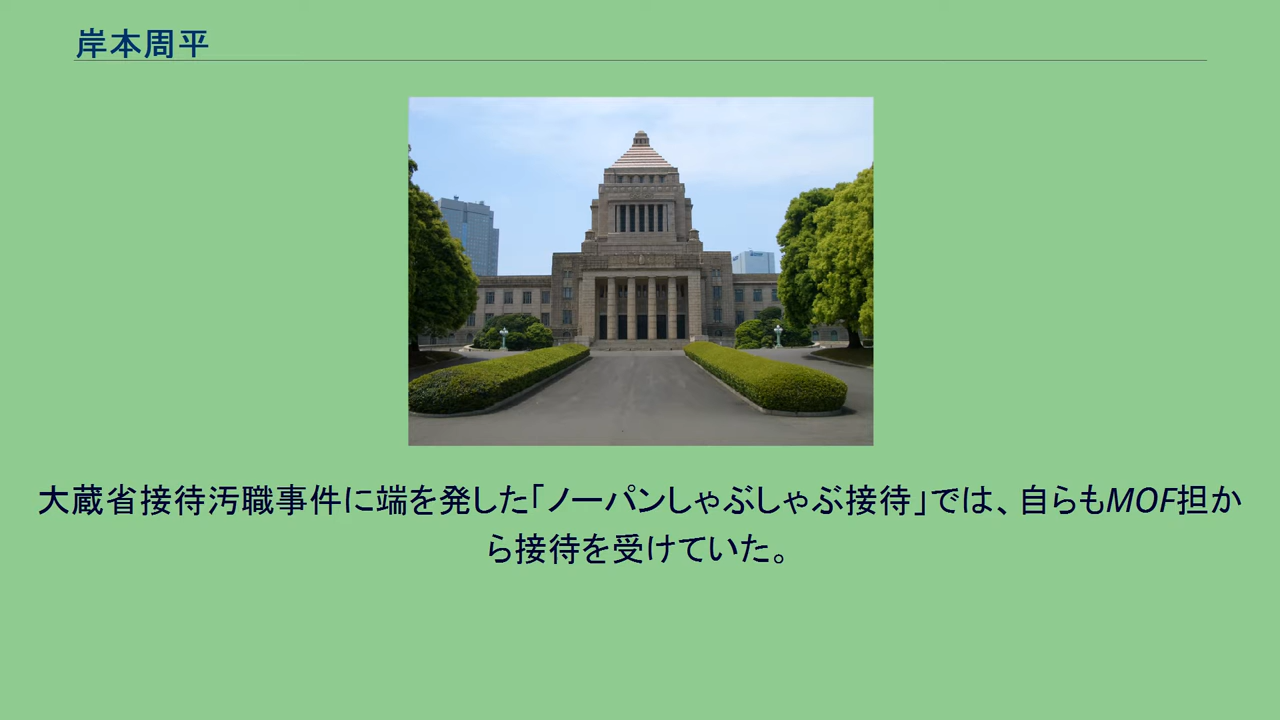 岸本周平
大蔵省接待汚職事件に端を発した「ノーパンしゃぶしゃぶ接待」では、自らもMOF担か
ら接待を受けていた。